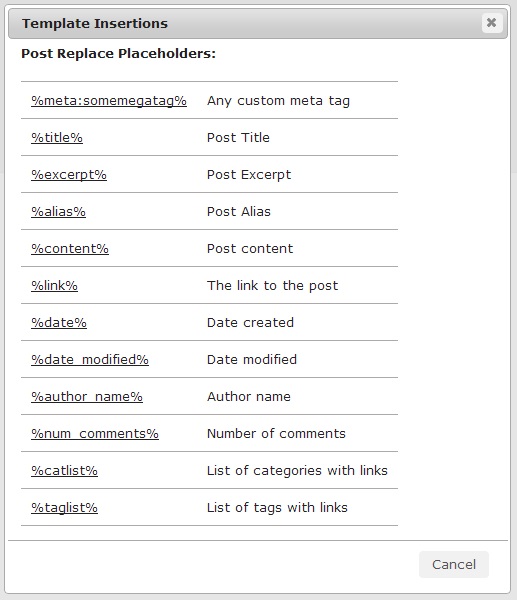 Template Insertions
Post Replace Placeholders:
%meta:somemegatag% Any custom meta tag
%title% Post Title
%excerpt% Post Excerpt
%alias% Post Alias
%content% Post content
%link% The link to the post
%date% Date created
%date_modified% Date modified
%author_name% Author name
%num_comments% Number of comments
%catlist% List of categories with links
%taglist% List of tags with links
Cancel